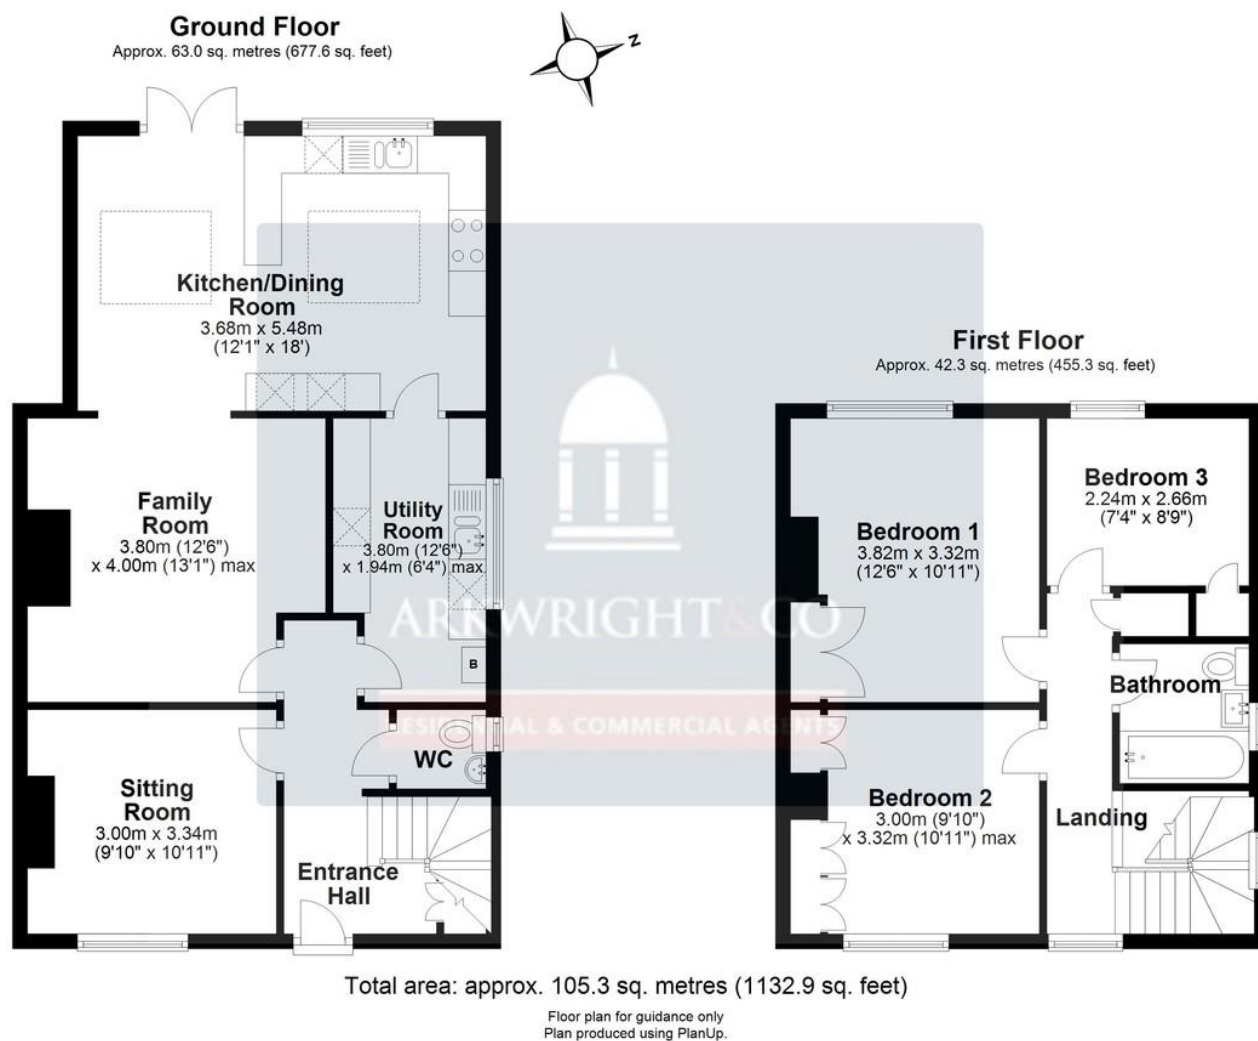 Ground Floor
Approx. 63.0 sq. metres (677.6 sq. feet)
N
Kitchen/Dining
Room
3.68m x 5.48m
(12'1" x 18')
Family
Room
3.80m (12'6")
x 4.00m (13'1") max
Utility
Room
3.80m (12'6")
x 1.94m (6'4") max
B
WC
Sitting
Room
3.00m x 3.34m
(9'10" x 10'11")
Entrance
Hall
First Floor
Approx. 42.3 sq. metres (455.3 sq. feet)
Bedroom 1
3.82m x 3.32m
(12'6" x 10'11")
Bedroom 3
2.24m x 2.66m
(7'4" x 8'9")
Bathroom
Bedroom 2
3.00m (9'10")
x 3.32m (10'11") max
Landing
ARKWRIGHT&CO
RESIDENTIAL & COMMERCIAL AGENTS
Total area: approx. 105.3 sq. metres (1132.9 sq. feet)
Floor plan for guidance only
Plan produced using PlanUp.